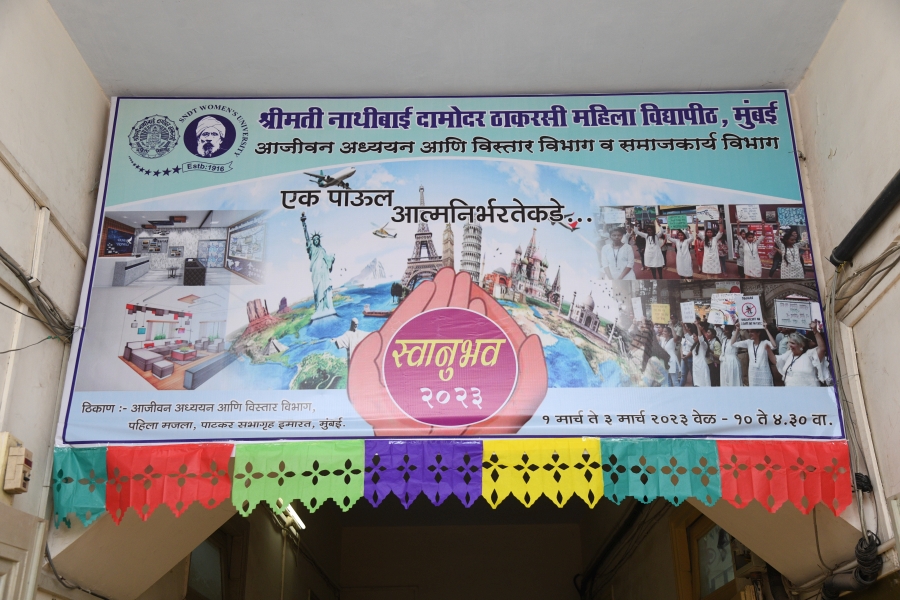 श्रीमती नाथीबाई दामोदर ठाकरसी महिला विद्यापीठ, मुंबई
SNDT WOMEN'S UNIVERSITY
Estb:1916
आजीवन अध्ययन आणि विस्तार विभाग व समाजकार्य विभाग
एक पाऊल
आत्मनिर्भरतेकडे...
स्वानुभव
२०२३
ठिकाण :- आजीवन अध्ययन आणि विस्तार विभाग,
पहिला मजला, पाटकर सभागृह इमारत, मुंबई.
१ मार्च ते ३ मार्च २०२३ वेळ - १० ते ४.३० वा.